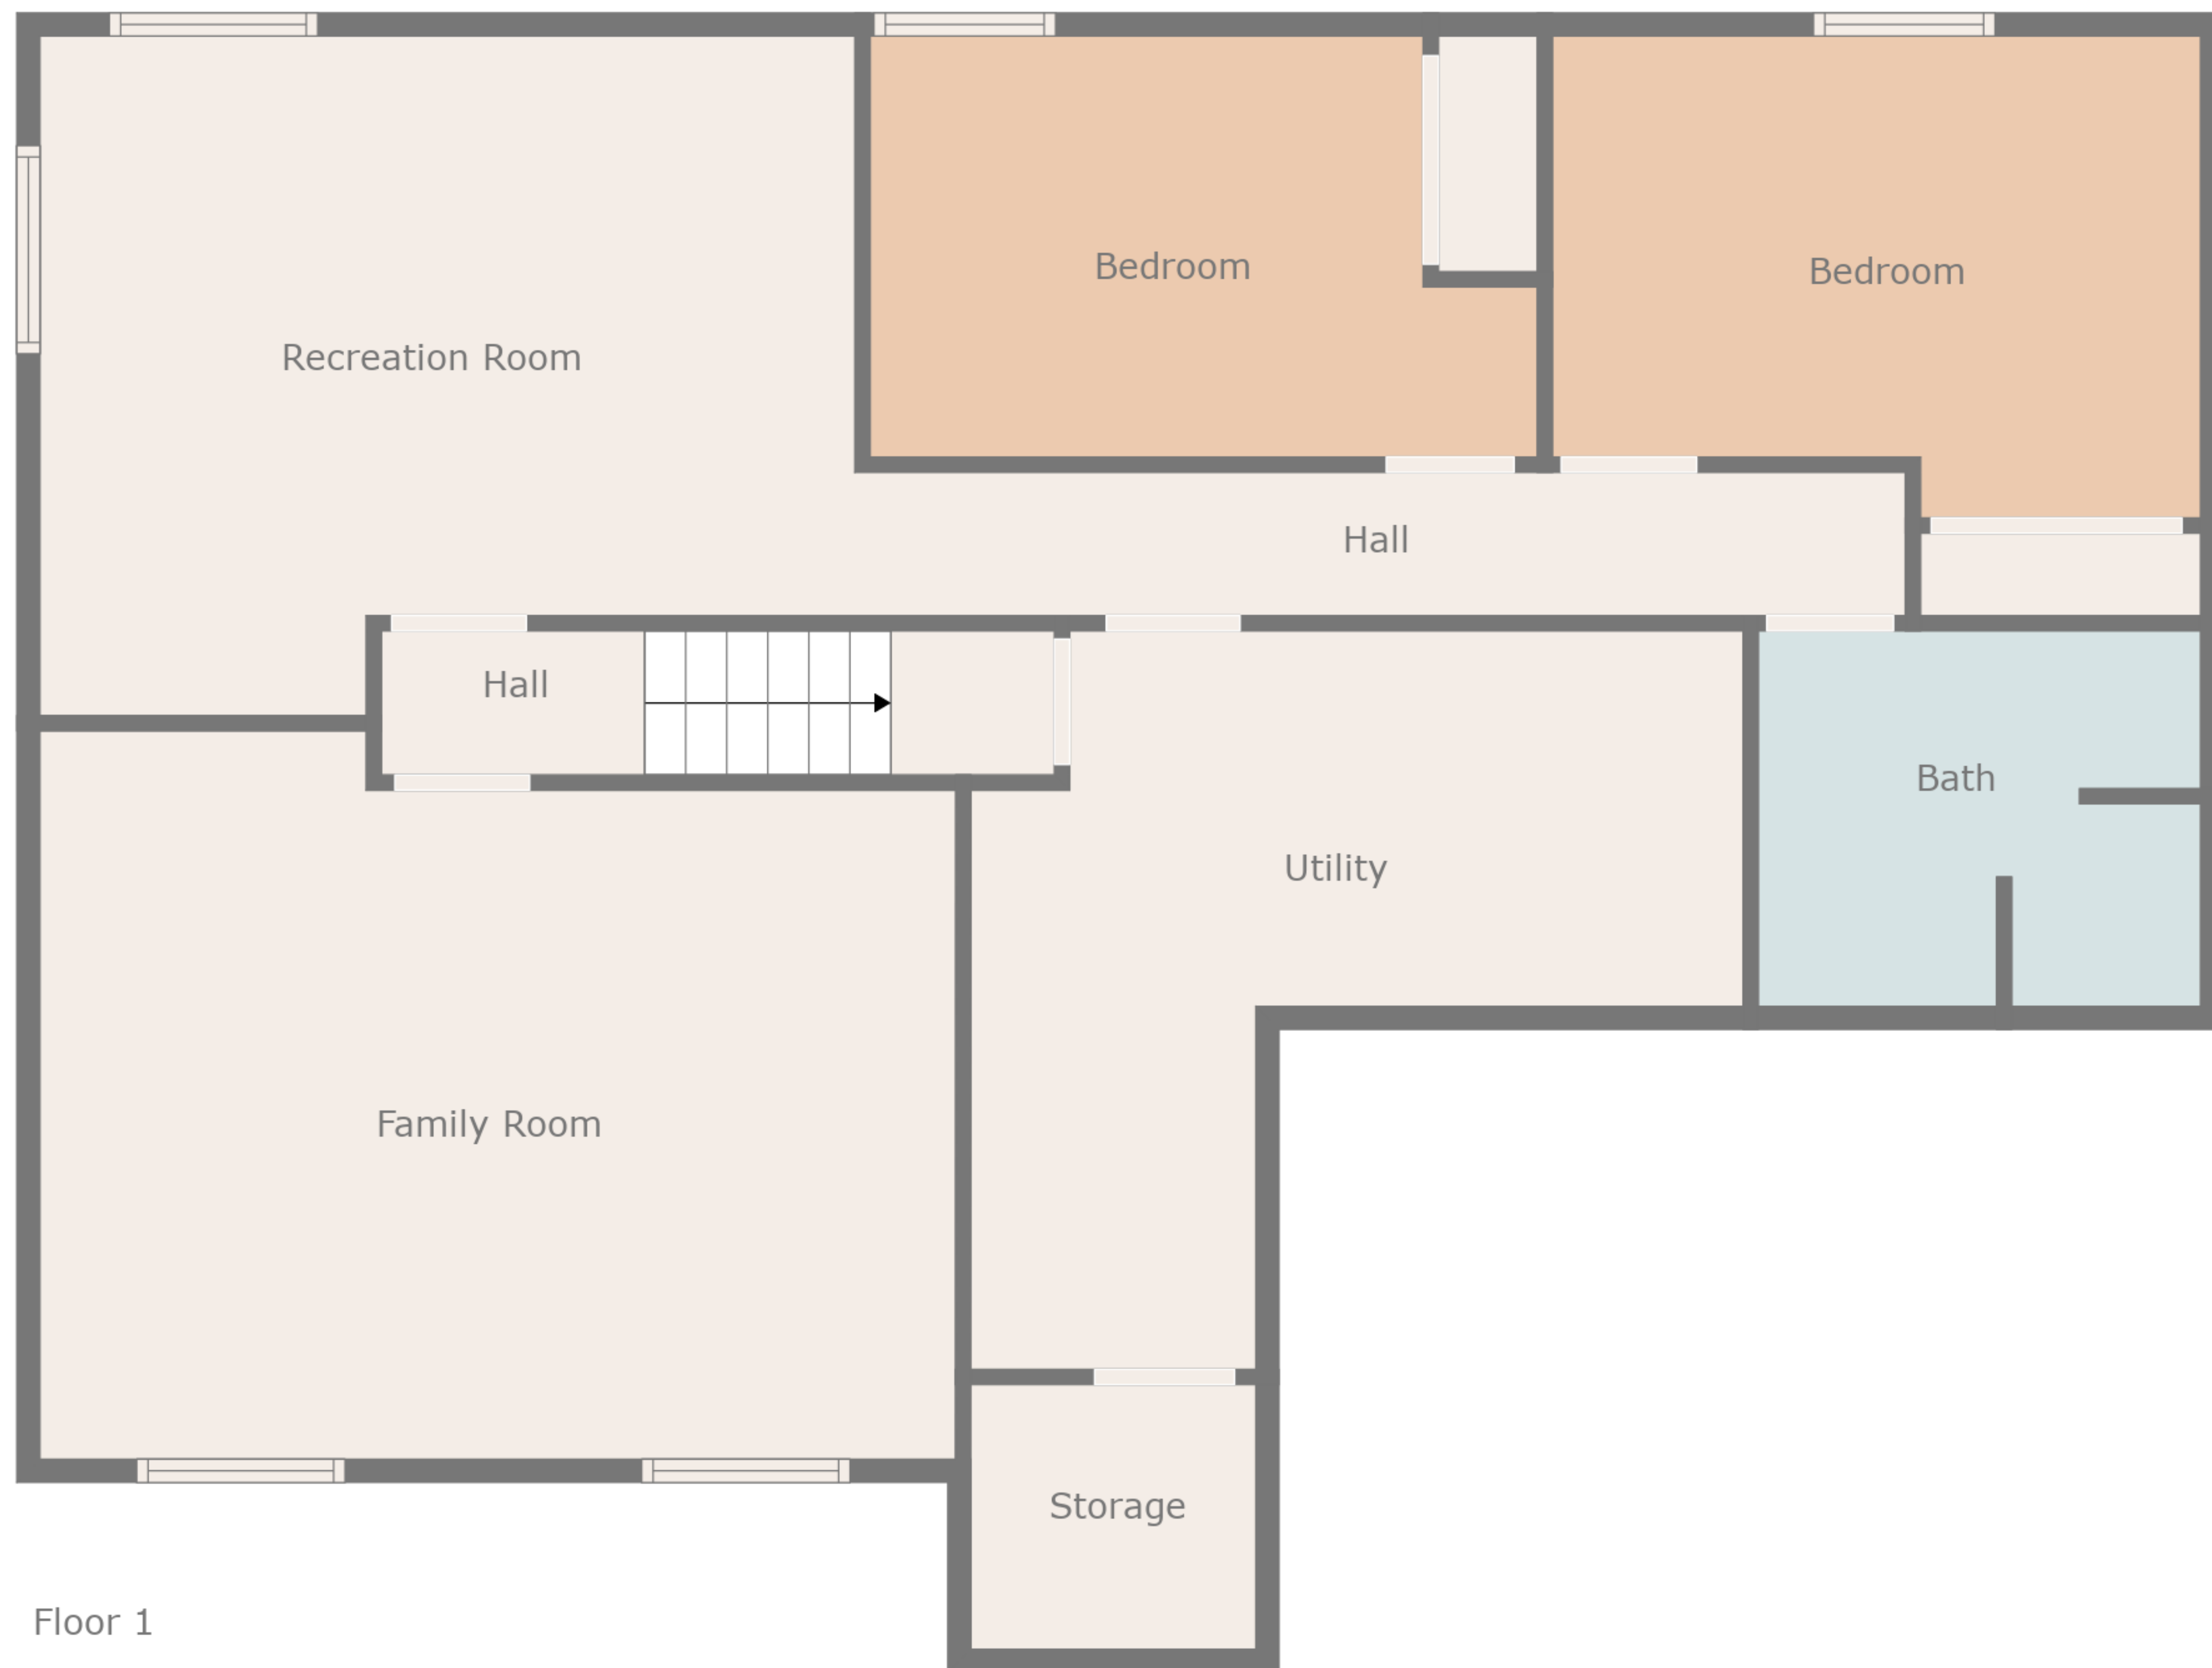 Bedroom
Bedroom
Recreation Room
Hall
Hall
Bath
Utility
Family Room
Storage
Floor 1